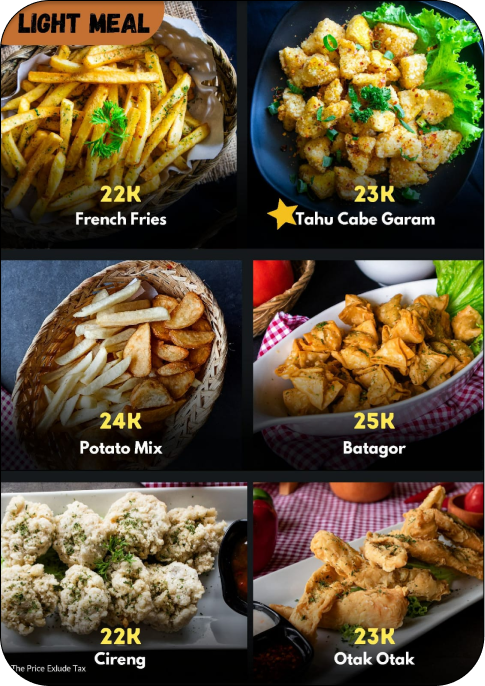 LIGHT MEAL
22K
French Fries
23K
Tahu Cabe Garam
24K
Potato Mix
25K
Batagor
22K
Cireng
23K
Otak Otak
The Price Exlude Tax